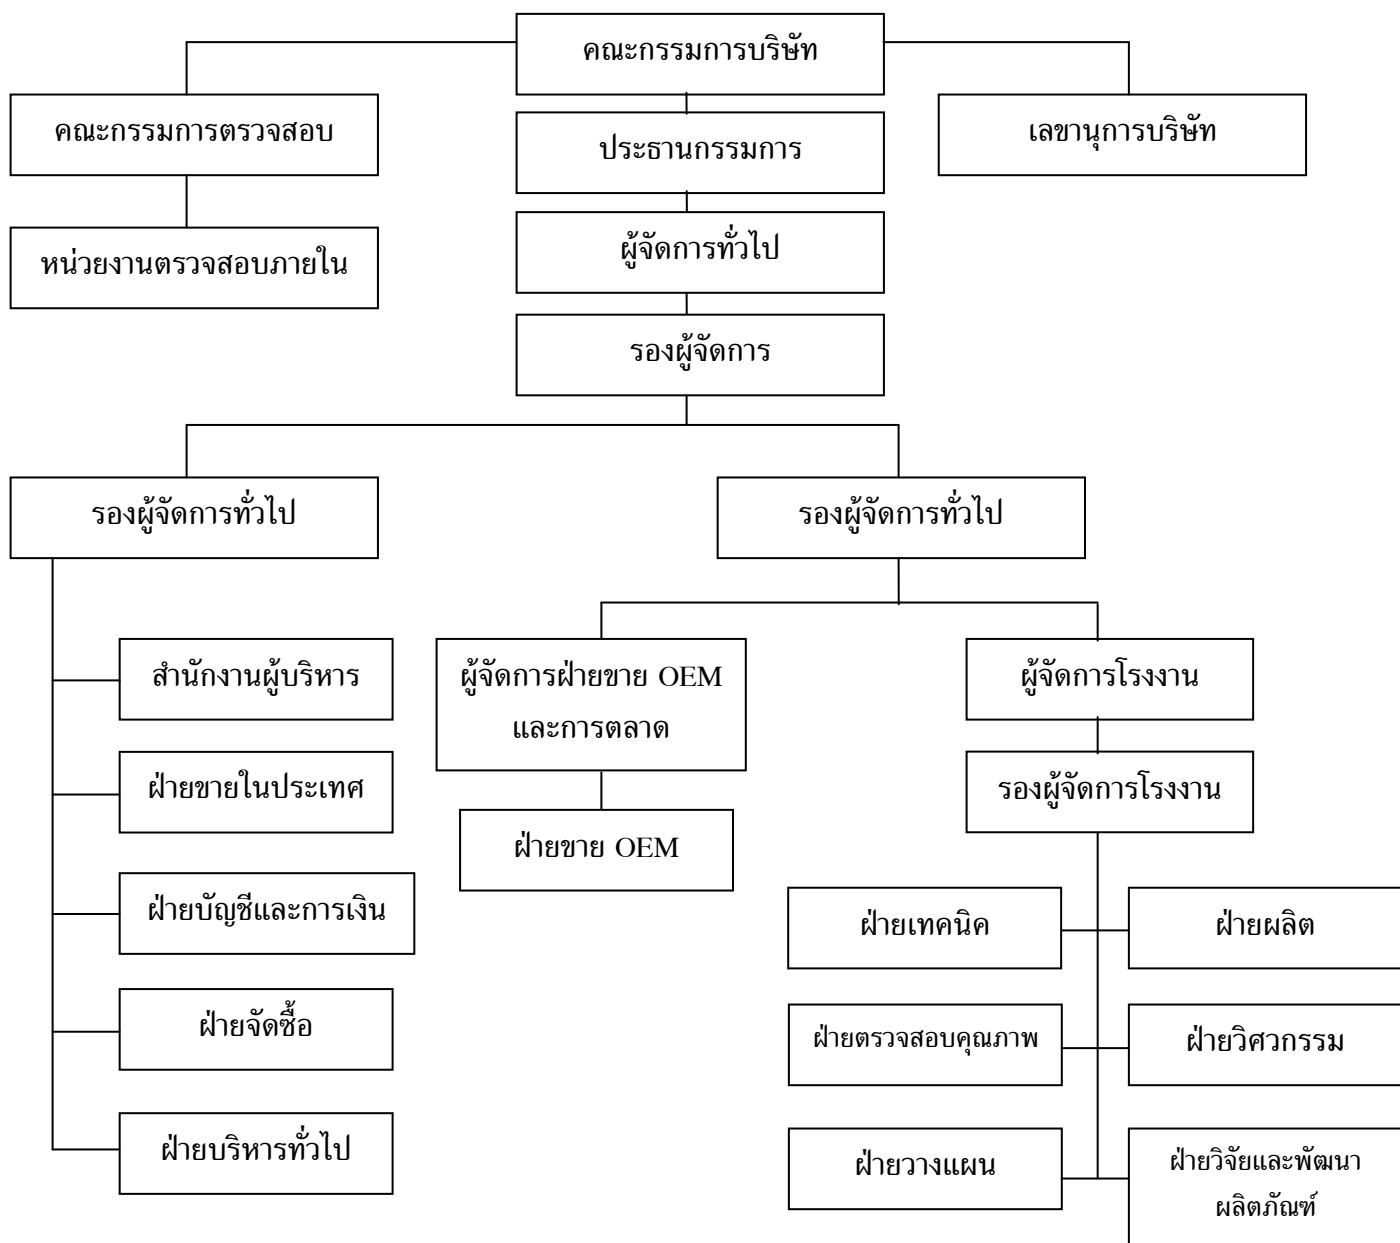 คณะกรรมการบริษัท
คณะกรรมการตรวจสอบ
ประธานกรรมการ
เลขานุการบริษัท
หน่วยงานตรวจสอบภายใน
ผู้จัดการทั่วไป
รองผู้จัดการ
รองผู้จัดการทั่วไป
รองผู้จัดการทั่วไป
สำนักงานผู้บริหาร
ฝ่ายขายในประเทศ
ฝ่ายบัญชีและการเงิน
ฝ่ายจัดซื้อ
ฝ่ายบริหารทั่วไป
ผู้จัดการฝ่ายขาย OEM
และการตลาด
ฝ่ายขาย OEM
ผู้จัดการโรงงาน
รองผู้จัดการโรงงาน
ฝ่ายเทคนิค
ฝ่ายผลิต
ฝ่ายตรวจสอบคุณภาพ
ฝ่ายวิศวกรรม
ฝ่ายวางแผน
ฝ่ายวิจัยและพัฒนา
ผลิตภัณฑ์